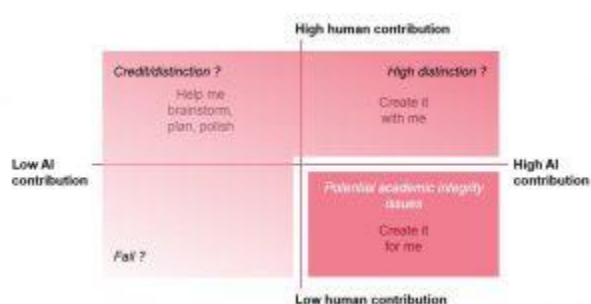 High human contribution
Credit/distinction ?
High distinction ?
Help me
brainstorm,
plan, polish
Create it
with me
Low AI
contribution
High AI
contribution
Potential academic integrity
issues
Create it
for me
Fail ?
Low human contribution